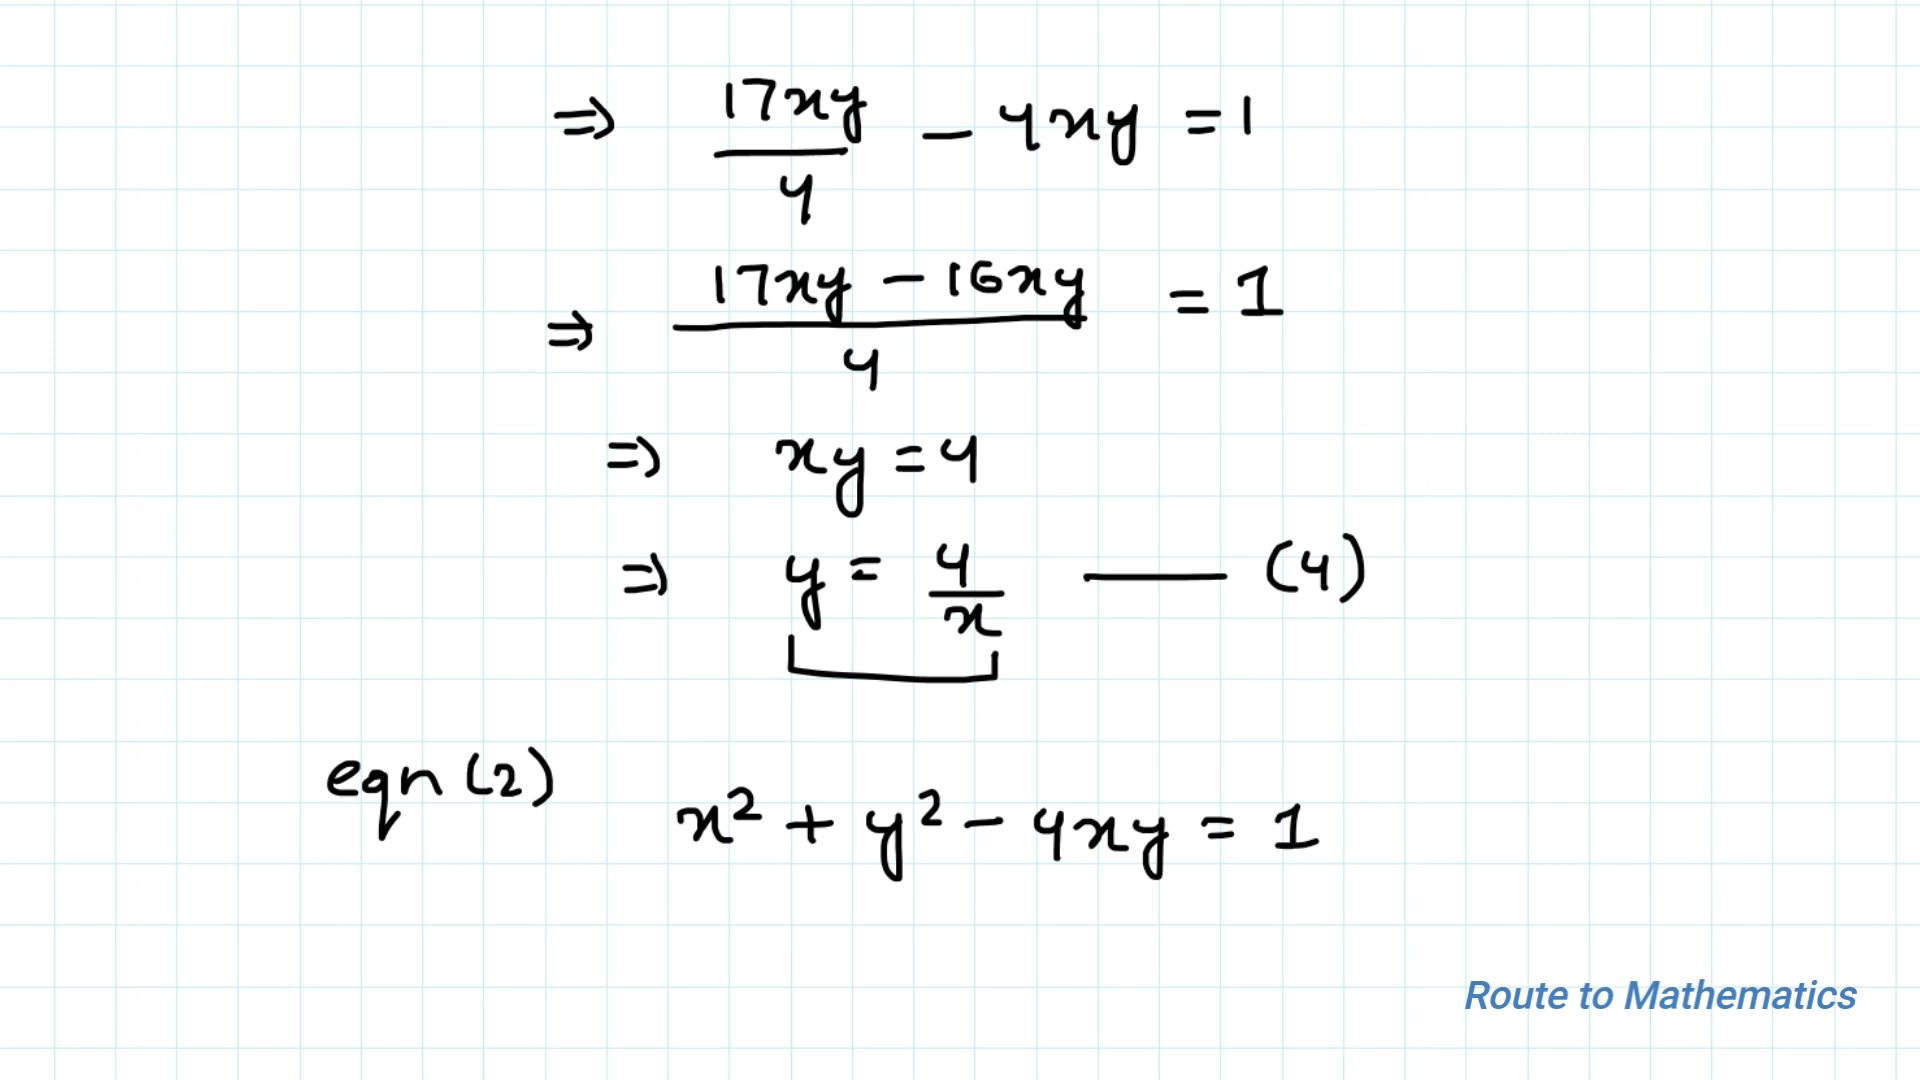 ⇒ 17xy/4 - 4xy = 1
⇒ (17xy - 16xy)/4 = 1
⇒ xy = 4
⇒ y = 4/x —— (4)
eqn (2) x² + y² - 4xy = 1
Route to Mathematics